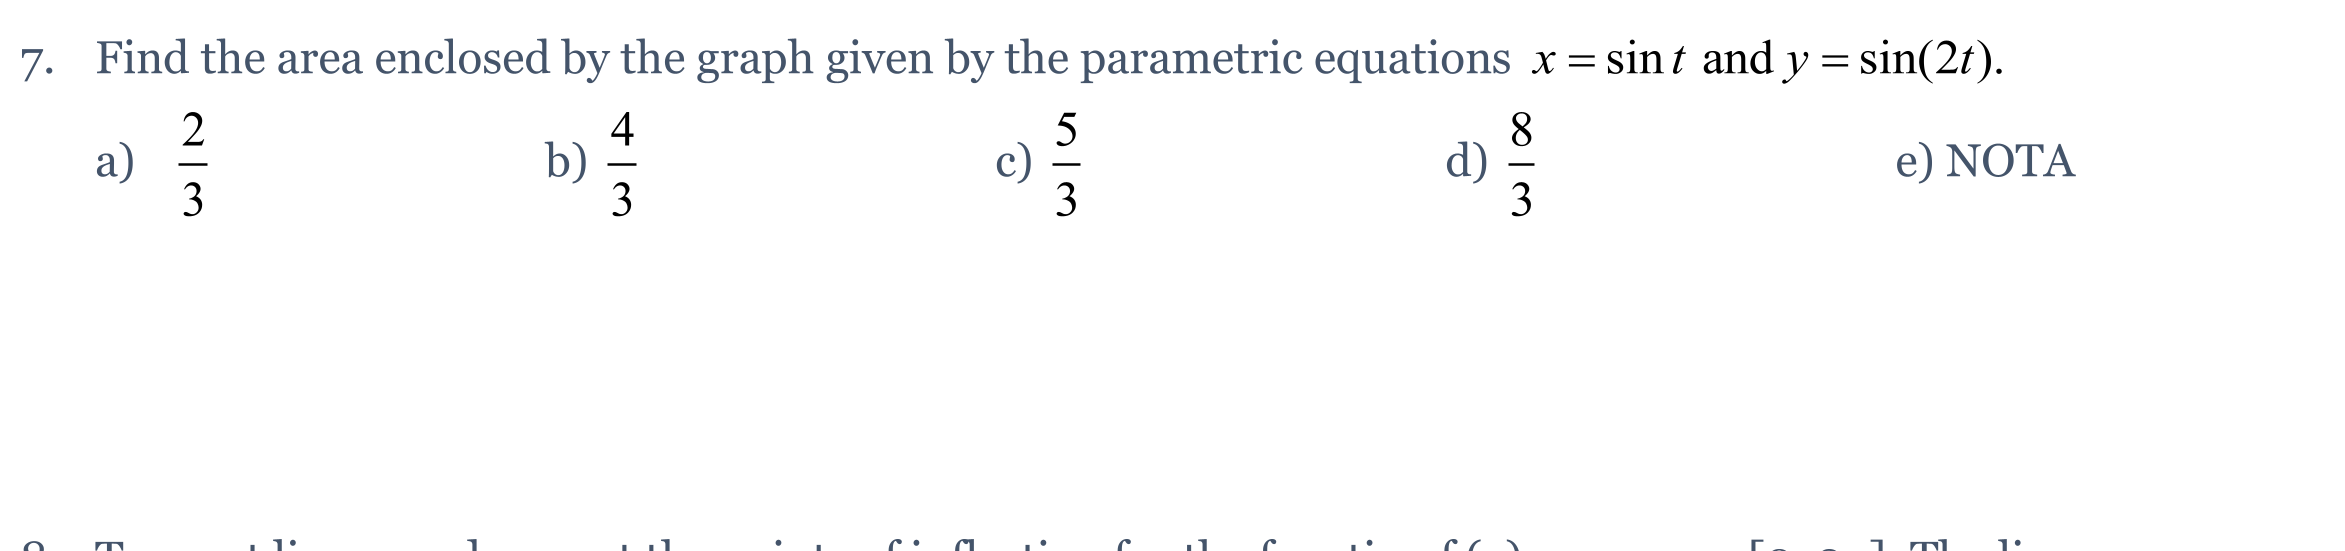 7. Find the area enclosed by the graph given by the parametric equations x = sin t and y = sin(2t).
a) 2/3 b) 4/3 c) 5/3 d) 8/3 e) NOTA